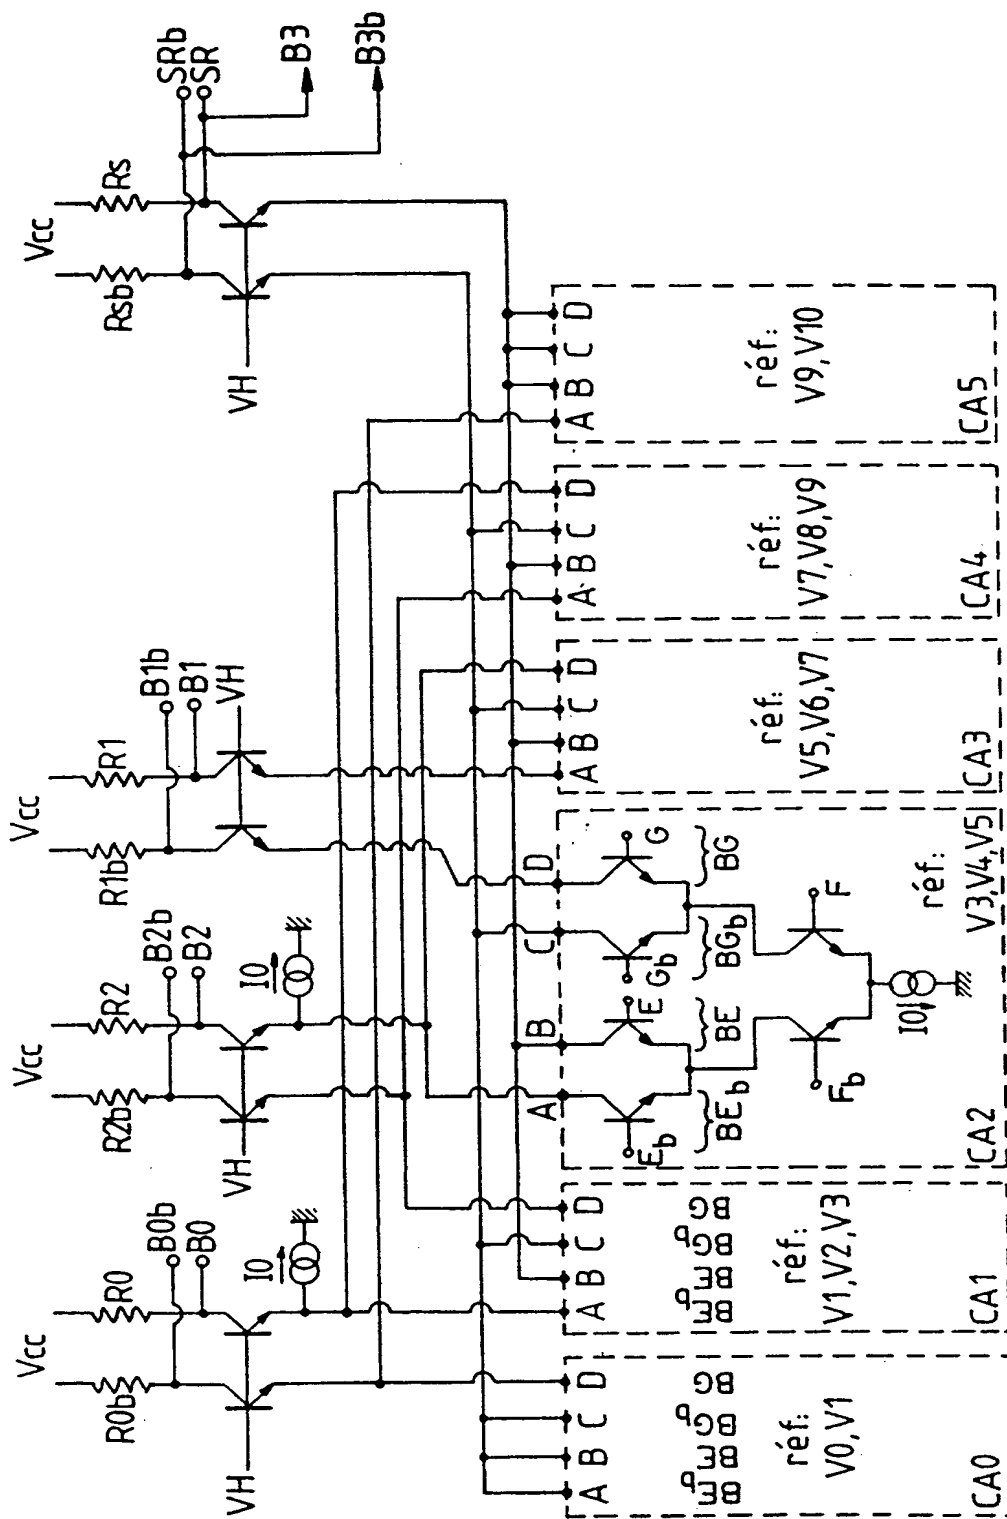 SRb
SR
B3
B3b
Vcc
Rs
Rsb
VH
Vcc
R1
R1b
B1b
B1
VH
Vcc
R2
R2b
B2b
B2
I0
VH
Vcc
R0
R0b
B0b
B0
I0
VH
A B C D
BEb BE BGb BG
réf:
V0,V1
CA0
A B C D
BEb BE BGb BG
réf:
V1,V2,V3
CA1
A B C D
Eb E Gb G
BEb BE BGb BG
Fb F
I0
réf:
V3,V4,V5
CA2
A B C D
réf:
V5,V6,V7
CA3
A B C D
réf:
V7,V8,V9
CA4
A B C D
réf:
V9,V10
CA5